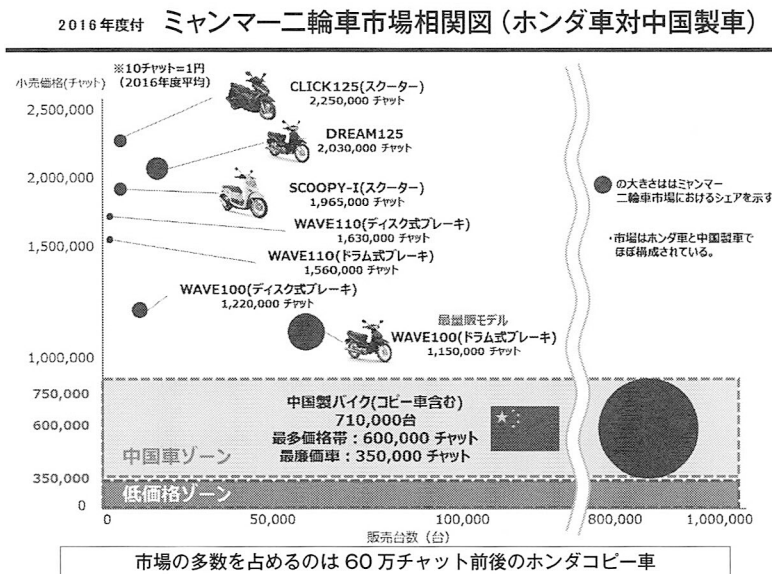 2016年度付 ミャンマー二輪車市場相関図（ホンダ車対中国製車）
小売価格(チャット)
※10チャット=1円
（2016年度平均）
2,500,000
2,000,000
1,500,000
1,000,000
750,000
600,000
350,000
0
CLICK125(スクーター)
2,250,000 チャット
DREAM125
2,030,000 チャット
SCOOPY-I(スクーター)
1,965,000 チャット
WAVE110(ディスク式ブレーキ)
1,630,000 チャット
WAVE110(ドラム式ブレーキ)
1,560,000 チャット
WAVE100(ディスク式ブレーキ)
1,220,000 チャット
最量販モデル
WAVE100(ドラム式ブレーキ)
1,150,000 チャット
の大きさははミャンマー
二輪車市場におけるシェアを示す
・市場はホンダ車と中国製車で
ほぼ構成されている。
中国製バイク(コピー車含む)
710,000台
最多価格帯：600,000 チャット
最廉価車：350,000 チャット
中国車ゾーン
低価格ゾーン
0
50,000
100,000
800,000
1,000,000
販売台数（台）
市場の多数を占めるのは 60 万チャット前後のホンダコピー車